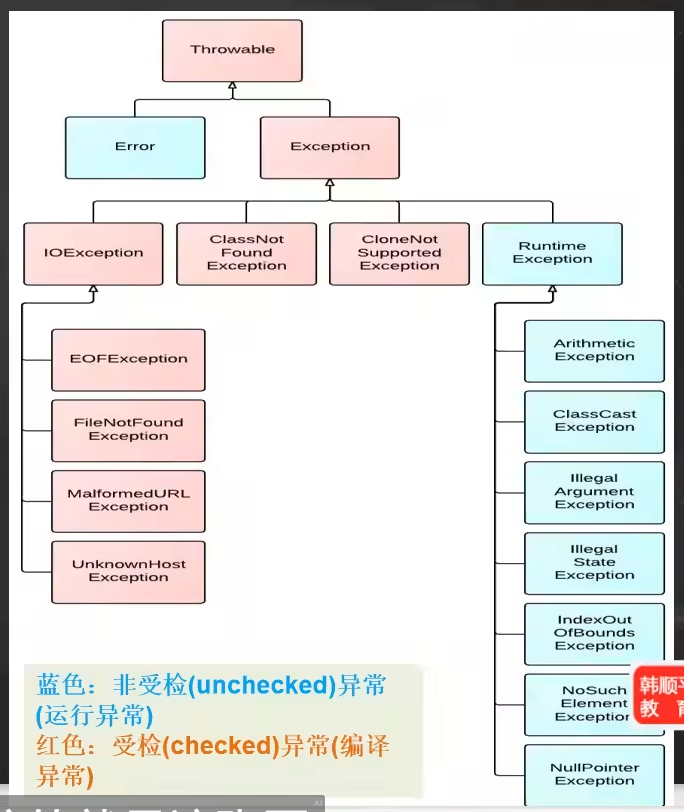 Throwable
Error
Exception
IOException
ClassNot
Found
Exception
CloneNot
Supported
Exception
Runtime
Exception
EOFException
FileNotFound
Exception
MalformedURL
Exception
UnknownHost
Exception
Arithmetic
Exception
ClassCast
Exception
Illegal
Argument
Exception
Illegal
State
Exception
IndexOut
OfBounds
Exception
NoSuch
Element
Exception
NullPointer
Exception
蓝色：非受检(unchecked)异常
(运行异常)
红色：受检(checked)异常(编译
异常)
韩顺平
教 育